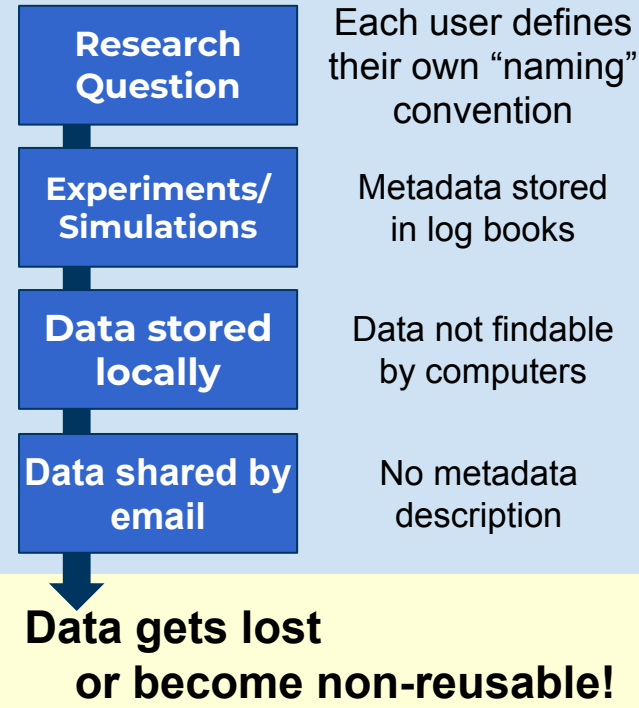 Research
Question
Each user defines
their own “naming”
convention
Experiments/
Simulations
Metadata stored
in log books
Data stored
locally
Data not findable
by computers
Data shared by
email
No metadata
description
Data gets lost
or become non-reusable!